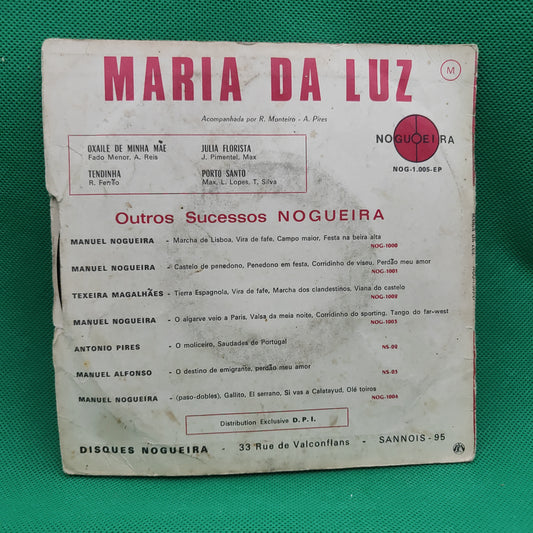 MARIA DA LUZ
M
Acompanhada por R. Monteiro - A. Pires
OXAILE DE MINHA MÃE
Fado Menor, A. Reis
JULIA FLORISTA
J. Pimentel, Max
TENDINHA
R. Ferrão
PORTO SANTO
Max, L. Lopes, T. Silva
NOGUEIRA
NOG-1.005-EP
Outros Sucessos NOGUEIRA
MANUEL NOGUEIRA - Marcha de Lisboa, Vira de fafe, Campo maior, Festa na beira alta
NOG-1000
MANUEL NOGUEIRA - Castelo de penedono, Penedono em festa, Corridinho de viseu, Perdão meu amor
NOG-1001
TEXEIRA MAGALHÃES - Tierra Espagnola, Vira de fafe, Marcha dos clandestinos, Viana do castelo
NOG-1002
MANUEL NOGUEIRA - O algarve veio a Paris, Valsa da meia noite, Corridinho do sporting, Tango do far-west
NOG-1003
ANTONIO PIRES - O moliceiro, Saudades de Portugal
NS-02
MANUEL ALFONSO - O destino de emigrante, perdão meu amor
NS-03
MANUEL NOGUEIRA - (paso-dobles), Gallito, El serrano, Si vas a Calatayud, Olé toiros
NOG-1004
Distribution Exclusive D.P.I.
DISQUES NOGUEIRA - 33 Rue de Valconflans - SANNOIS - 95